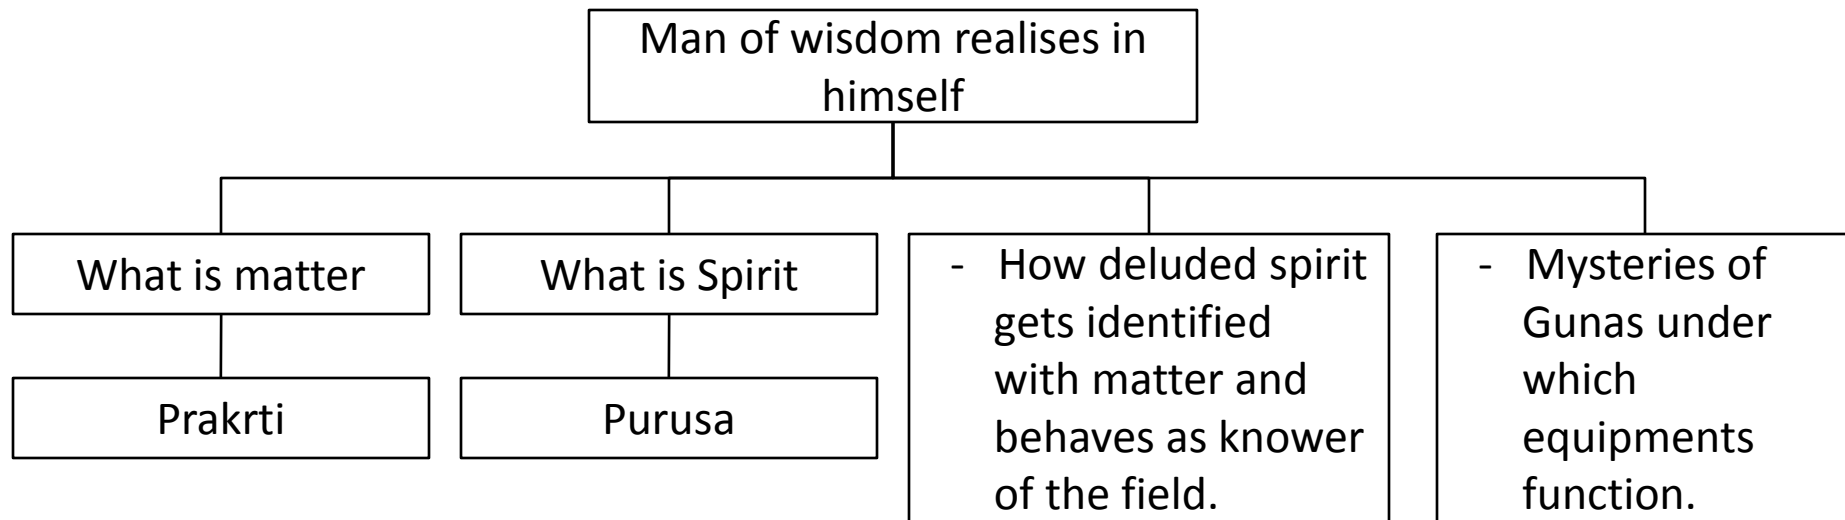 Man of wisdom realises in
himself
What is matter
Prakrti
What is Spirit
Purusa
- How deluded spirit
gets identified
with matter and
behaves as knower
of the field.
- Mysteries of
Gunas under
which
equipments
function.